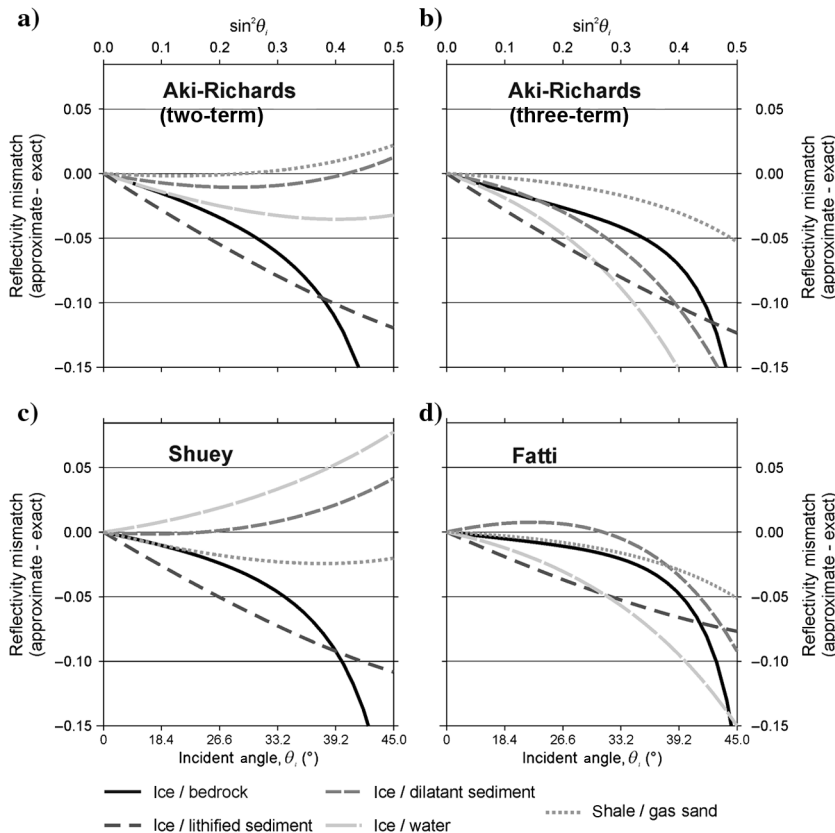 a)
sin²θᵢ
b)
sin²θᵢ
0.0 0.1 0.2 0.3 0.4 0.5
0.0 0.1 0.2 0.3 0.4 0.5
Aki-Richards
(two-term)
Aki-Richards
(three-term)
Reflectivity mismatch
(approximate - exact)
0.05
0.00
−0.05
−0.10
−0.15
0.05
0.00
−0.05
−0.10
−0.15
Reflectivity mismatch
(approximate - exact)
c)
d)
Shuey
Fatti
Reflectivity mismatch
(approximate - exact)
0.05
0.00
−0.05
−0.10
−0.15
0.05
0.00
−0.05
−0.10
−0.15
Reflectivity mismatch
(approximate - exact)
0 18.4 26.6 33.2 39.2 45.0
0 18.4 26.6 33.2 39.2 45.0
Incident angle, θᵢ (°)
Incident angle, θᵢ (°)
Ice / bedrock
Ice / dilatant sediment
Shale / gas sand
Ice / lithified sediment
Ice / water